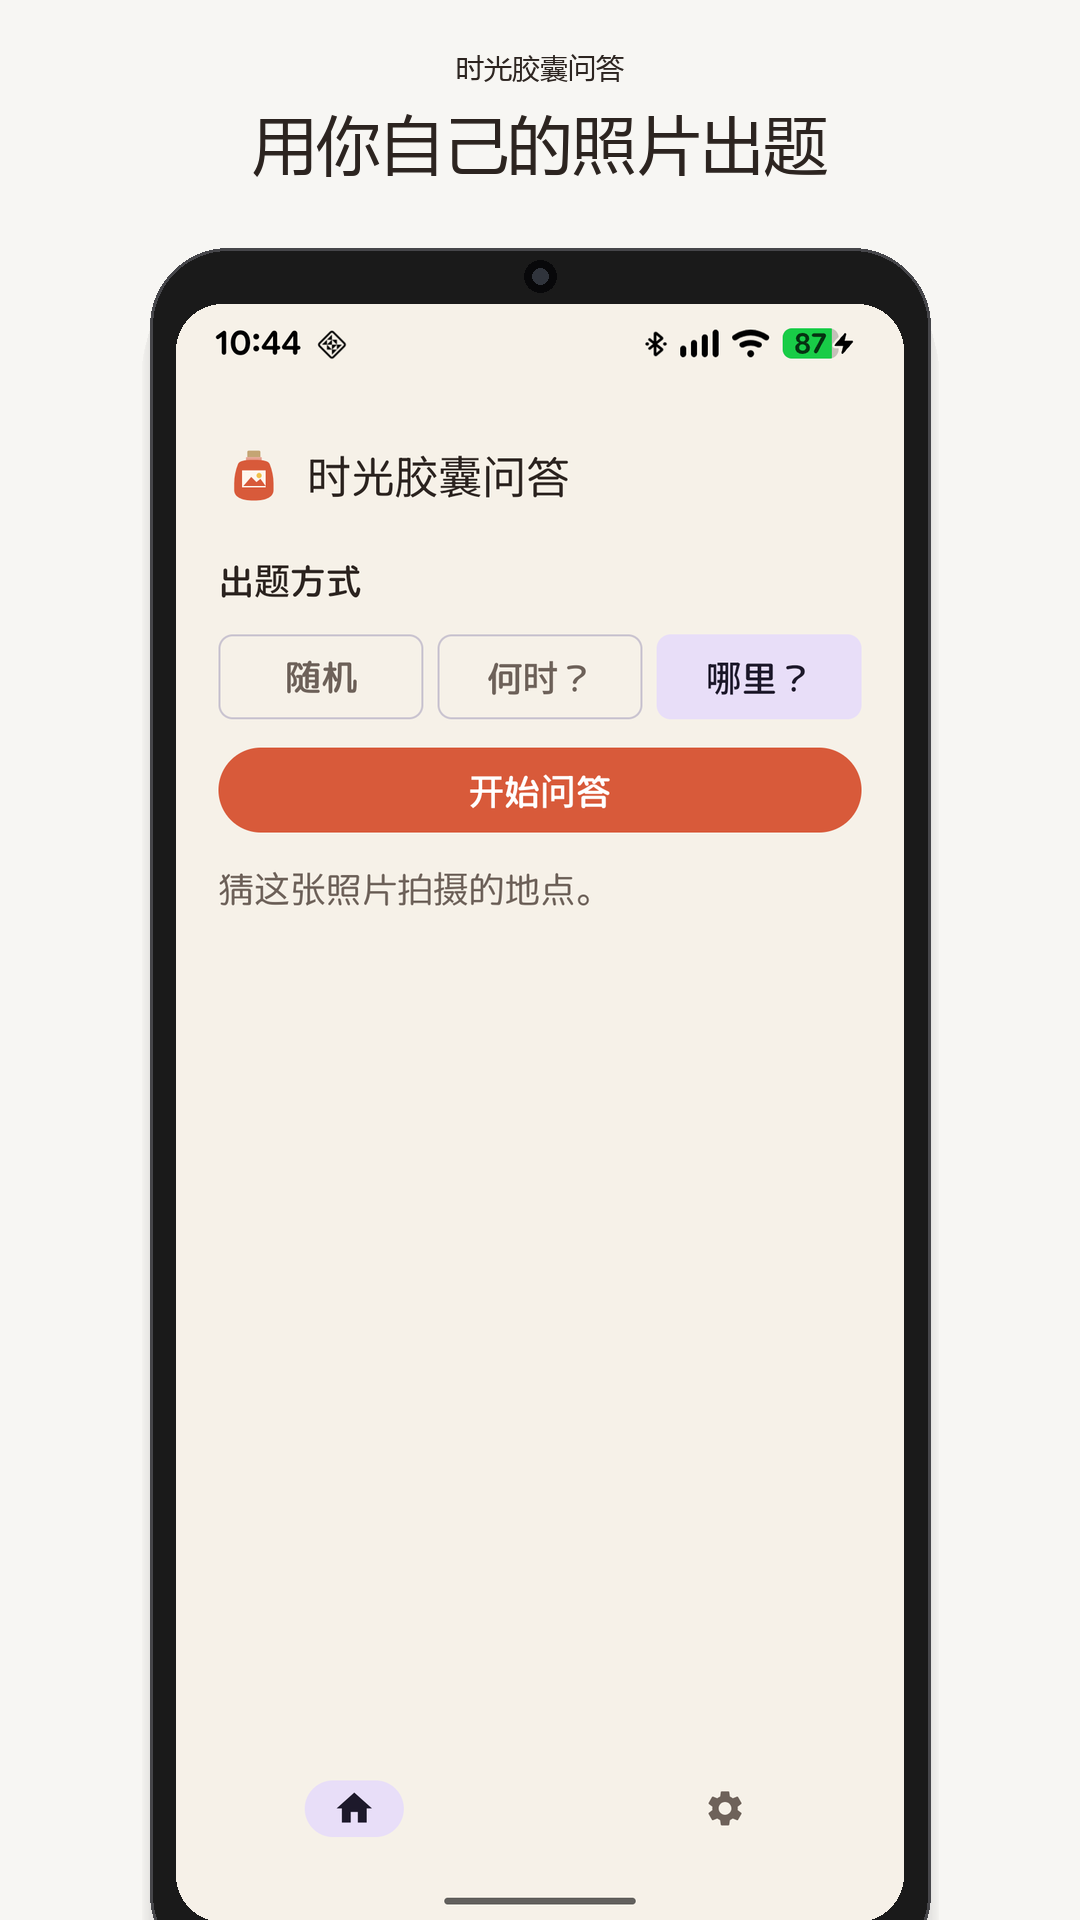 时光胶囊问答
用你自己的照片出题
10:44
87
时光胶囊问答
出题方式
随机
何时？
哪里？
开始问答
猜这张照片拍摄的地点。